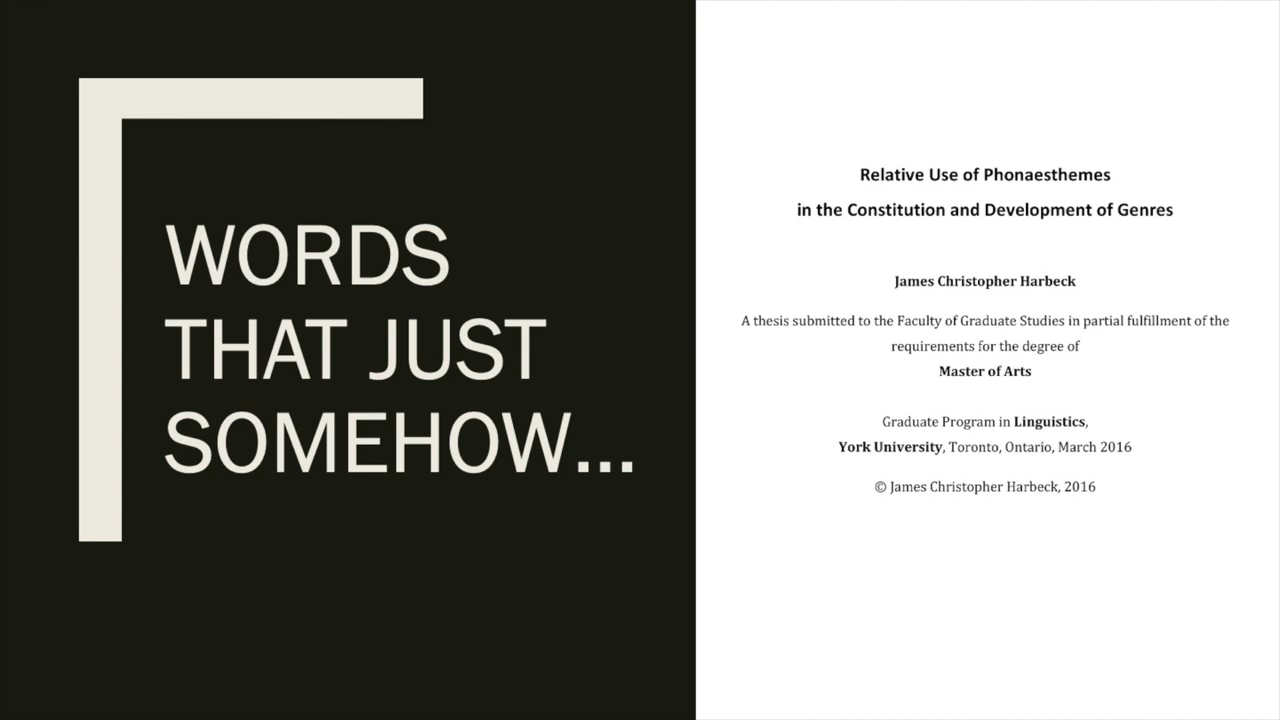 WORDS
THAT JUST
SOMEHOW...
Relative Use of Phonaesthemes
in the Constitution and Development of Genres
James Christopher Harbeck
A thesis submitted to the Faculty of Graduate Studies in partial fulfillment of the
requirements for the degree of
Master of Arts
Graduate Program in Linguistics,
York University, Toronto, Ontario, March 2016
© James Christopher Harbeck, 2016